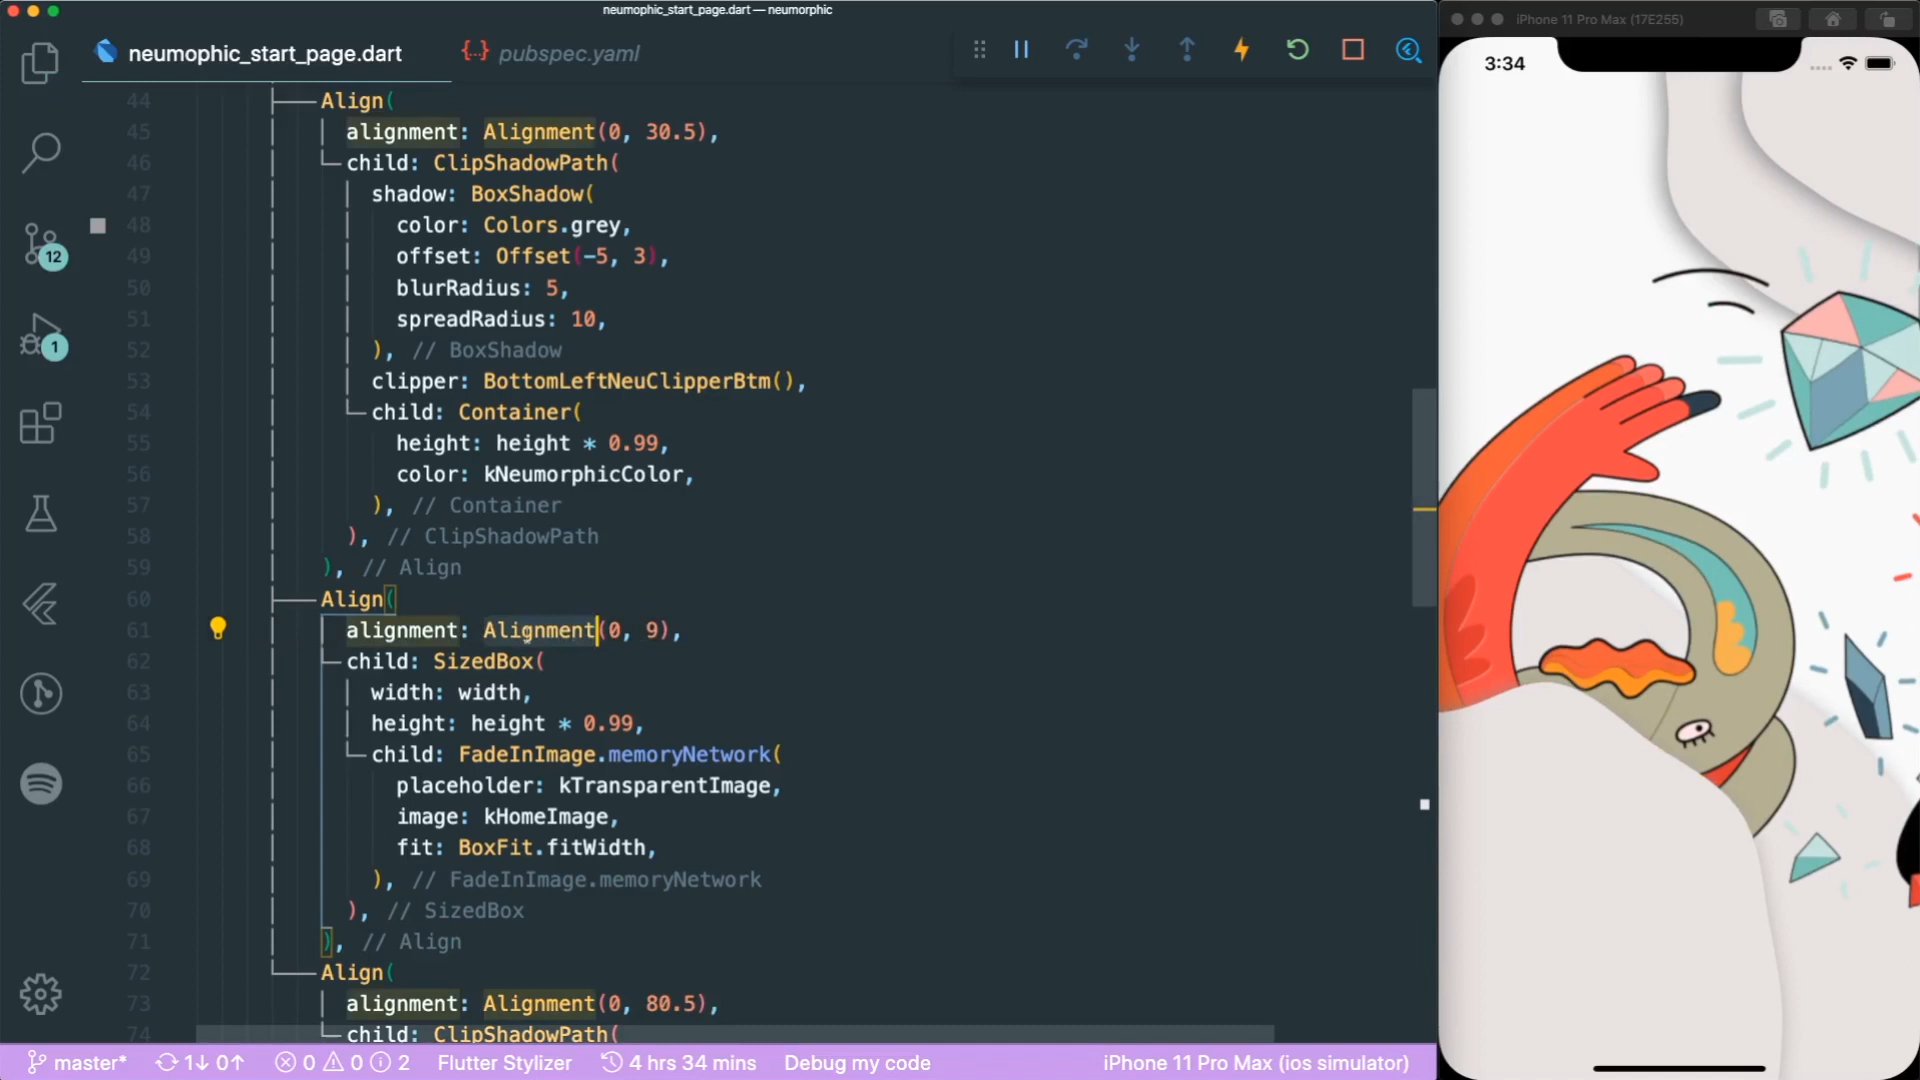 neumophic_start_page.dart — neumorphic
neumophic_start_page.dart
{..} pubspec.yaml
44 Align(
45 alignment: Alignment(0, 30.5),
46 child: ClipShadowPath(
47 shadow: BoxShadow(
48 color: Colors.grey,
49 offset: Offset(-5, 3),
50 blurRadius: 5,
51 spreadRadius: 10,
52 ), // BoxShadow
53 clipper: BottomLeftNeuClipperBtm(),
54 child: Container(
55 height: height * 0.99,
56 color: kNeumorphicColor,
57 ), // Container
58 ), // ClipShadowPath
59 ), // Align
60 Align(
61 alignment: Alignment(0, 9),
62 child: SizedBox(
63 width: width,
64 height: height * 0.99,
65 child: FadeInImage.memoryNetwork(
66 placeholder: kTransparentImage,
67 image: kHomeImage,
68 fit: BoxFit.fitWidth,
69 ), // FadeInImage.memoryNetwork
70 ), // SizedBox
71 ), // Align
72 Align(
73 alignment: Alignment(0, 80.5),
74 child: ClipShadowPath(
12
1
master* 1↓ 0↑ 0 0 2 Flutter Stylizer 4 hrs 34 mins Debug my code iPhone 11 Pro Max (ios simulator)
iPhone 11 Pro Max (17E255)
3:34